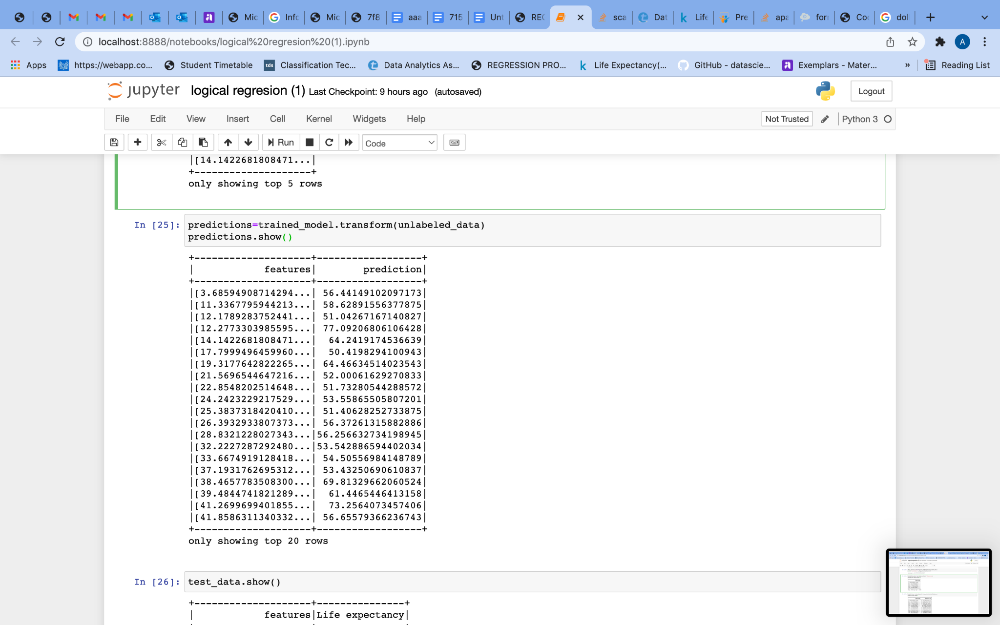 Mic
Info
Mic
7f8
aaa
715
Unt
REC
sca
Dat
Life
Pre
apa
for
Co
dol
localhost:8888/notebooks/logical%20regresion%20(1).ipynb
A
Apps
https://webapp.co...
Student Timetable
tds
Classification Tec...
Data Analytics As...
REGRESSION PRO...
Life Expectancy(...
GitHub - datascie...
Exemplars - Mater...
»
Reading List
jupyter logical regresion (1) Last Checkpoint: 9 hours ago (autosaved)
Logout
File Edit View Insert Cell Kernel Widgets Help
Not Trusted
Python 3
Run
Code
|[14.1422681808471...|
+--------------------+
only showing top 5 rows
In [25]: predictions=trained_model.transform(unlabeled_data)
predictions.show()
+--------------------+------------------+
|            features|        prediction|
+--------------------+------------------+
|[3.68594908714294...| 56.44149102097173|
|[11.3367795944213...| 58.62891556377875|
|[12.1789283752441...| 51.04267167140827|
|[12.2773303985595...| 77.09206806106428|
|[14.1422681808471...|  64.2419174536639|
|[17.7999496459960...|  50.4198294100943|
|[19.3177642822265...| 64.46634514023543|
|[21.5696544647216...| 52.00061629270833|
|[22.8548202514648...| 51.73280544288572|
|[24.2423229217529...| 53.55865505807201|
|[25.3837318420410...| 51.40628252733875|
|[26.3932933807373...| 56.37261315882886|
|[28.8321228027343...|56.256632734198945|
|[32.2227287292480...|53.542886594402034|
|[33.6674919128418...| 54.50556984148789|
|[37.1931762695312...| 53.43250690610837|
|[38.4657783508300...| 69.81329662060524|
|[39.4844741821289...|  61.4465446413158|
|[41.2699699401855...|  73.2564073457406|
|[41.8586311340332...| 56.65579366236743|
+--------------------+------------------+
only showing top 20 rows
In [26]: test_data.show()
+--------------------+---------------+
|            features|Life expectancy|